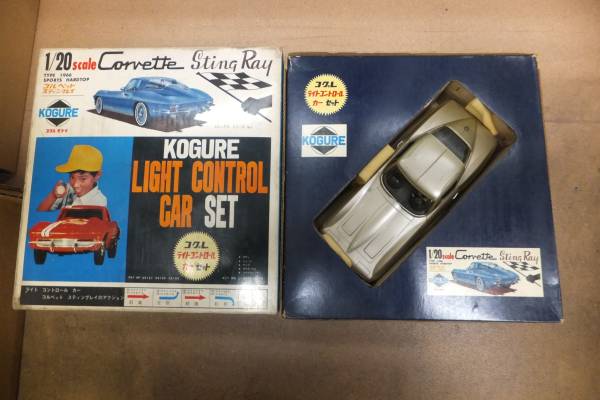 1/20 scale Corvette Sting Ray
TYPE 1966
SPORTS HARDTOP
コルベット
スティングレイ
KOGURE
KOGURE
LIGHT CONTROL
CAR SET
コグレ
ライトコントロール
カーセット
ライト コントロール カー
コルベット スティングレイのアクション
コグレ
ライトコントロール
カー セット
KOGURE
1/20 scale Corvette Sting Ray